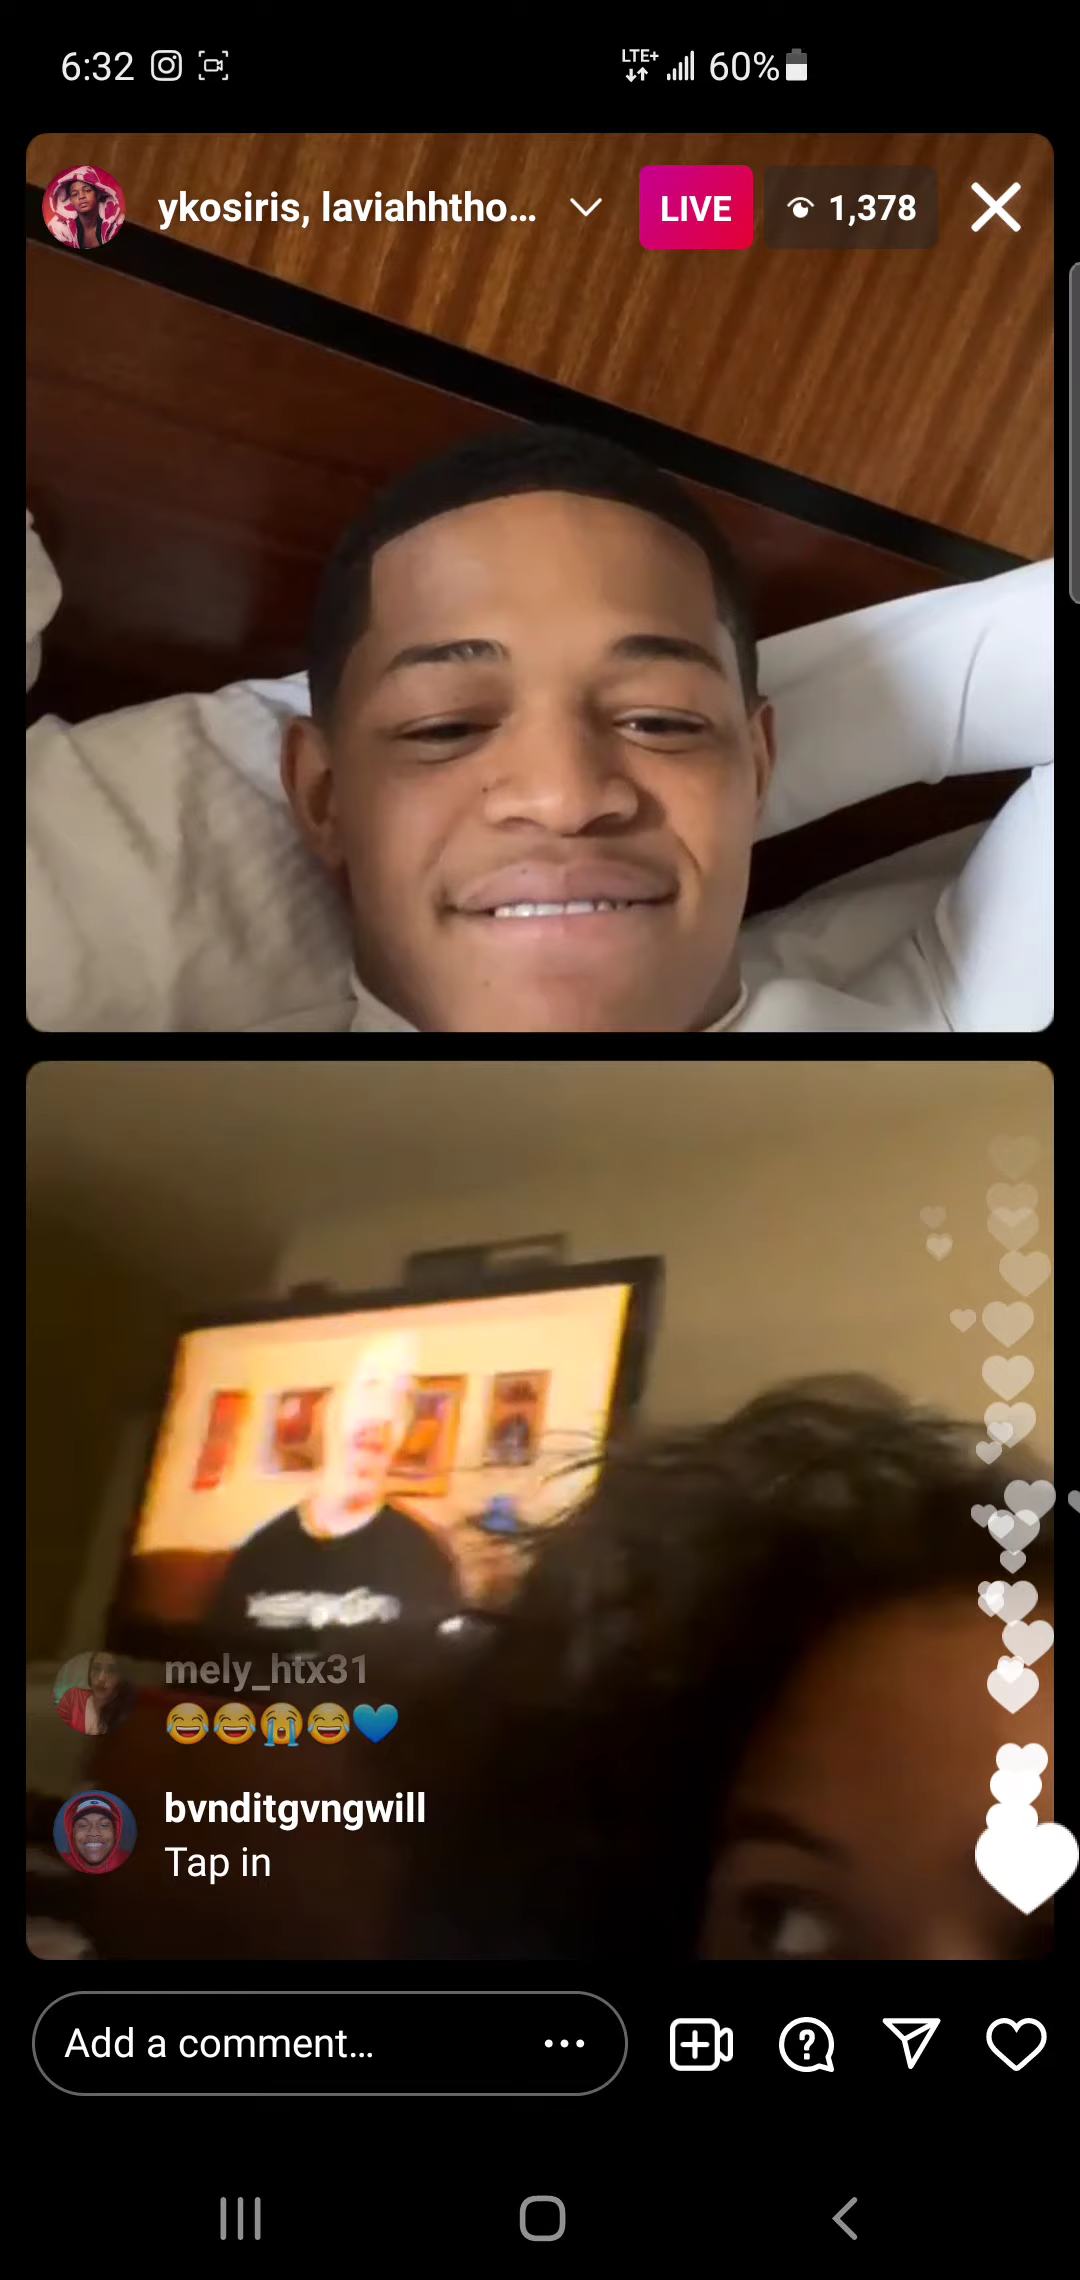 6:32 LTE+ 60%
ykosiris, laviahhtho... LIVE 1,378
mely_htx31
😂😂😭😂💙
bvnditgvngwill
Tap in
Add a comment...